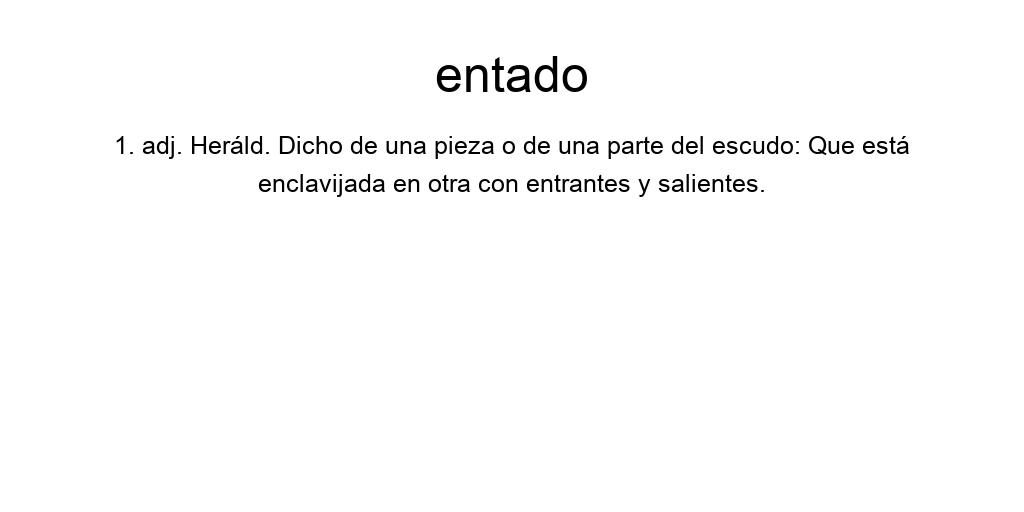 entado
1. adj. Heráld. Dicho de una pieza o de una parte del escudo: Que está
enclavijada en otra con entrantes y salientes.